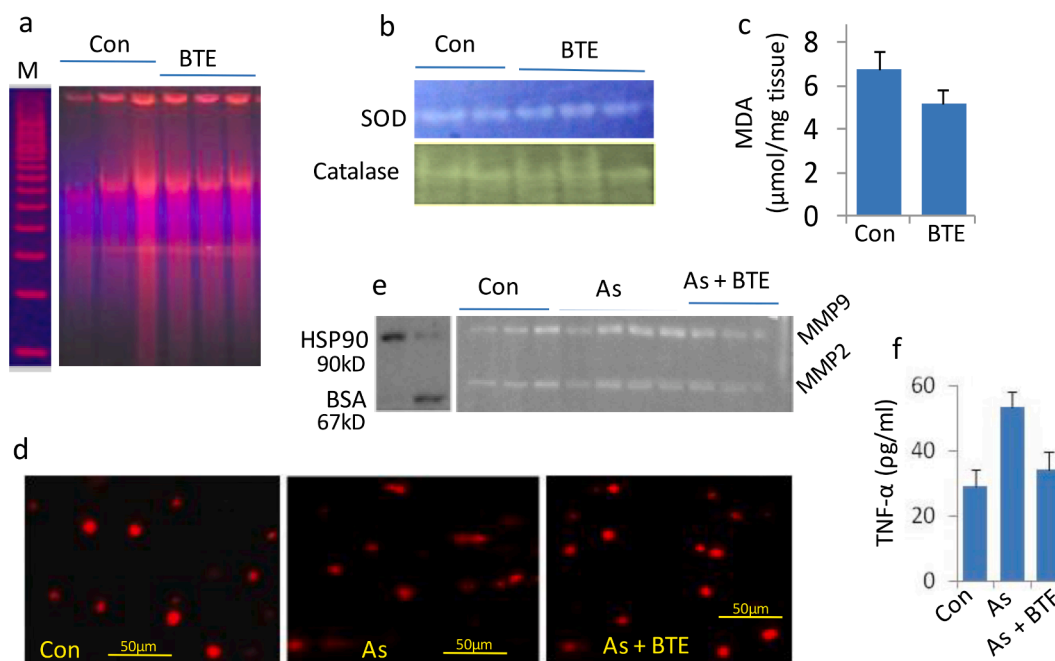 a
Con
BTE
M
b
Con
BTE
SOD
Catalase
c
MDA
(μmol/mg tissue)
8
6
4
2
0
Con
BTE
e
Con
As
As + BTE
HSP90
90kD
BSA
67kD
MMP9
MMP2
f
TNF-α (ρg/ml)
60
40
20
0
Con
As
As + BTE
d
Con
50μm
As
50μm
As + BTE
50μm